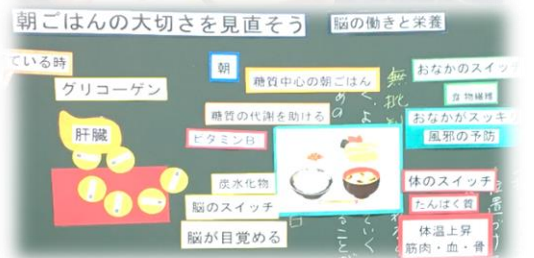 朝ごはんの大切さを見直そう
脳の働きと栄養
ている時
グリコーゲン
肝臓
朝
糖質中心の朝ごはん
糖質の代謝を助ける
ビタミンB
炭水化物
脳のスイッチ
脳が目覚める
おなかのスイッチ
食物繊維
おなかがスッキ
風邪の予防
体のスイッチ
たんぱく質
体温上昇
筋肉・血・骨